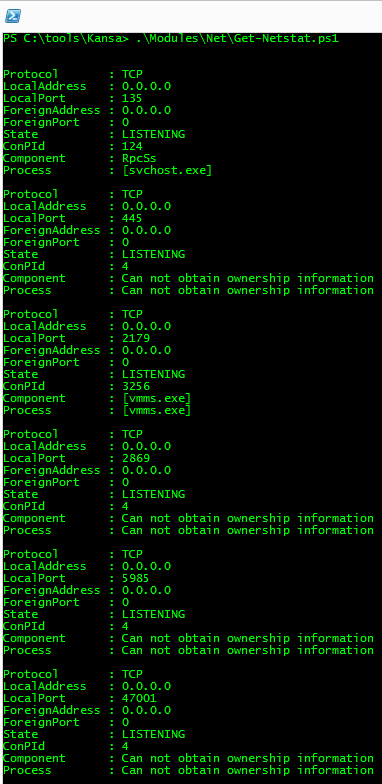 PS C:\tools\Kansa> .\Modules\Net\Get-Netstat.ps1
Protocol : TCP
LocalAddress : 0.0.0.0
LocalPort : 135
ForeignAddress : 0.0.0.0
ForeignPort : 0
State : LISTENING
ConPId : 124
Component : RpcSs
Process : [svchost.exe]
Protocol : TCP
LocalAddress : 0.0.0.0
LocalPort : 445
ForeignAddress : 0.0.0.0
ForeignPort : 0
State : LISTENING
ConPId : 4
Component : Can not obtain ownership information
Process : Can not obtain ownership information
Protocol : TCP
LocalAddress : 0.0.0.0
LocalPort : 2179
ForeignAddress : 0.0.0.0
ForeignPort : 0
State : LISTENING
ConPId : 3256
Component : [vmms.exe]
Process : [vmms.exe]
Protocol : TCP
LocalAddress : 0.0.0.0
LocalPort : 2869
ForeignAddress : 0.0.0.0
ForeignPort : 0
State : LISTENING
ConPId : 4
Component : Can not obtain ownership information
Process : Can not obtain ownership information
Protocol : TCP
LocalAddress : 0.0.0.0
LocalPort : 5985
ForeignAddress : 0.0.0.0
ForeignPort : 0
State : LISTENING
ConPId : 4
Component : Can not obtain ownership information
Process : Can not obtain ownership information
Protocol : TCP
LocalAddress : 0.0.0.0
LocalPort : 47001
ForeignAddress : 0.0.0.0
ForeignPort : 0
State : LISTENING
ConPId : 4
Component : Can not obtain ownership information
Process : Can not obtain ownership information